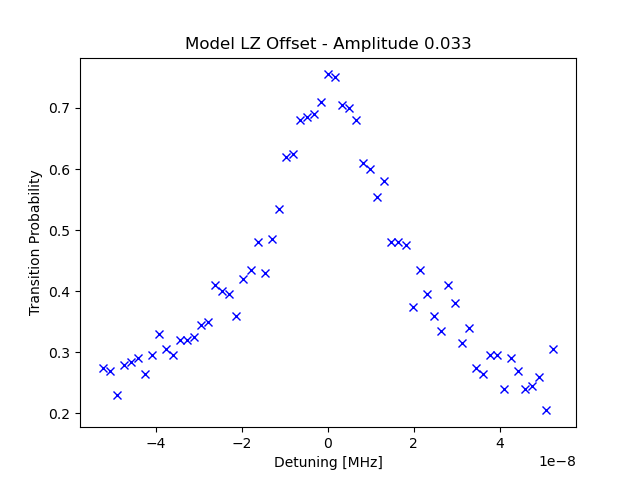 Model LZ Offset - Amplitude 0.033
Transition Probability
0.7
0.6
0.5
0.4
0.3
0.2
−4
−2
0
2
4
1e−8
Detuning [MHz]